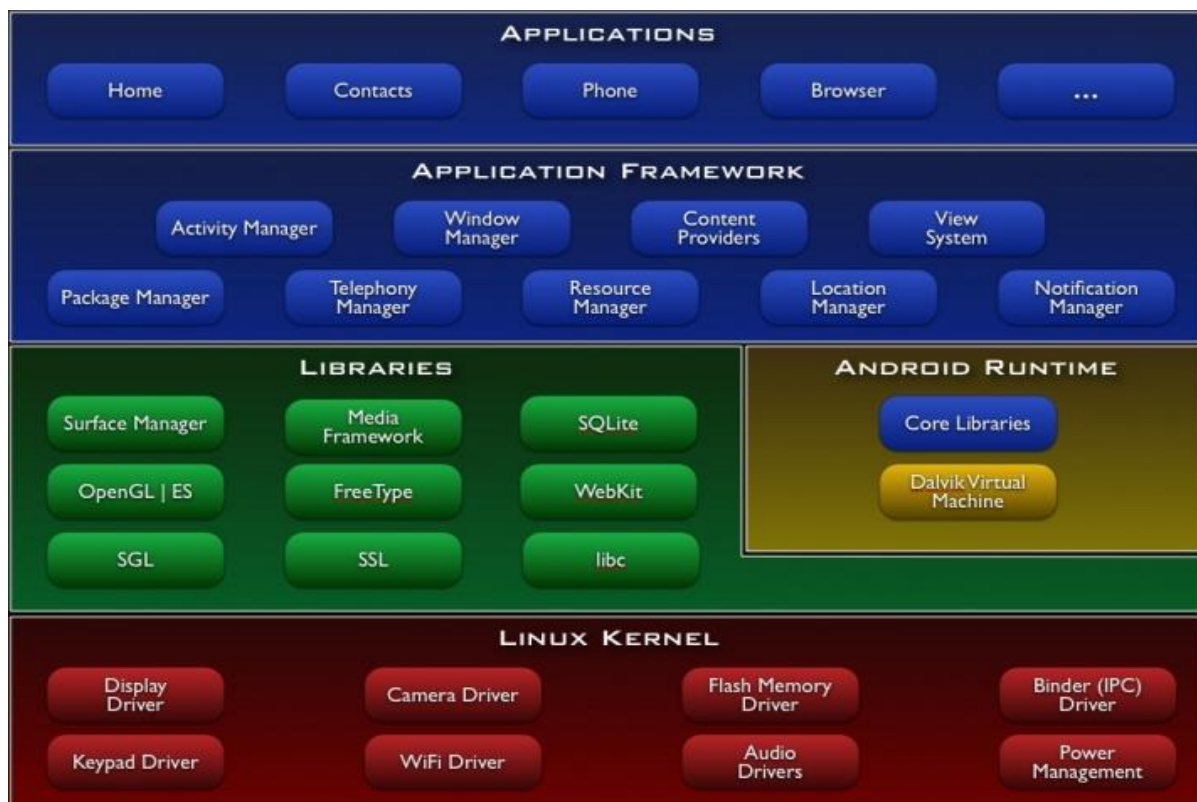 APPLICATIONS
Home
Contacts
Phone
Browser
...
APPLICATION FRAMEWORK
Activity Manager
Window
Manager
Content
Providers
View
System
Package Manager
Telephony
Manager
Resource
Manager
Location
Manager
Notification
Manager
LIBRARIES
Surface Manager
Media
Framework
SQLite
OpenGL | ES
FreeType
WebKit
SGL
SSL
libc
ANDROID RUNTIME
Core Libraries
Dalvik Virtual
Machine
LINUX KERNEL
Display
Driver
Camera Driver
Flash Memory
Driver
Binder (IPC)
Driver
Keypad Driver
WiFi Driver
Audio
Drivers
Power
Management